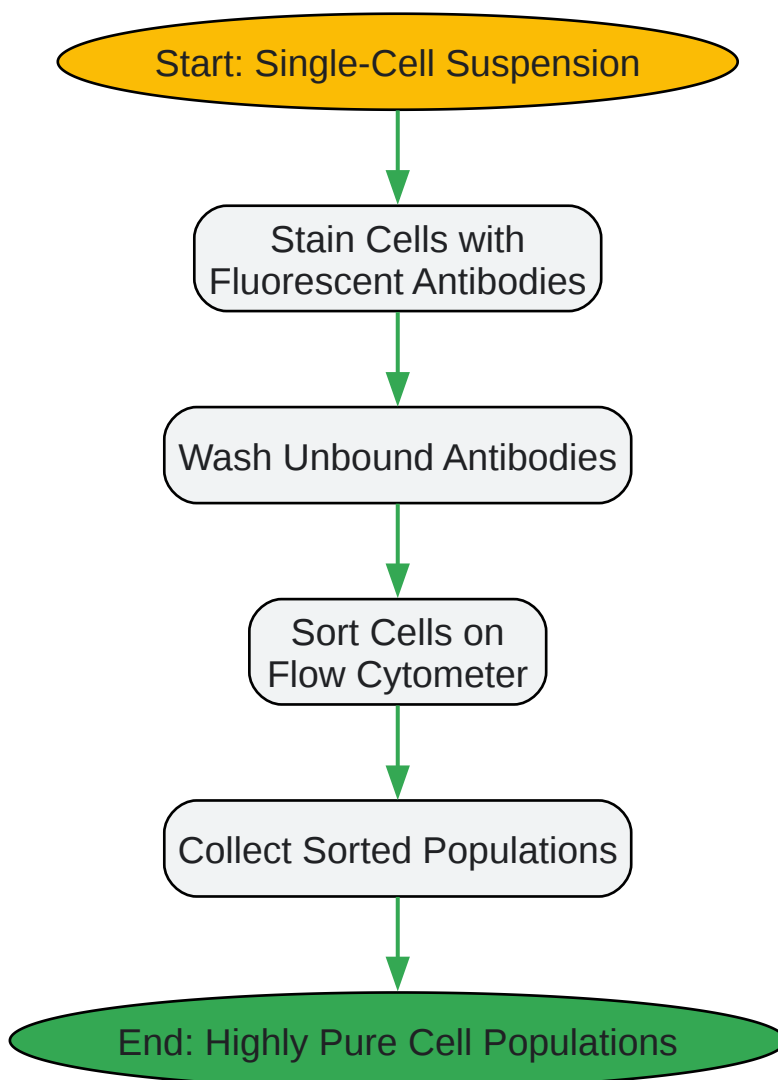 Start: Single-Cell Suspension
Stain Cells with
Fluorescent Antibodies
Wash Unbound Antibodies
Sort Cells on
Flow Cytometer
Collect Sorted Populations
End: Highly Pure Cell Populations